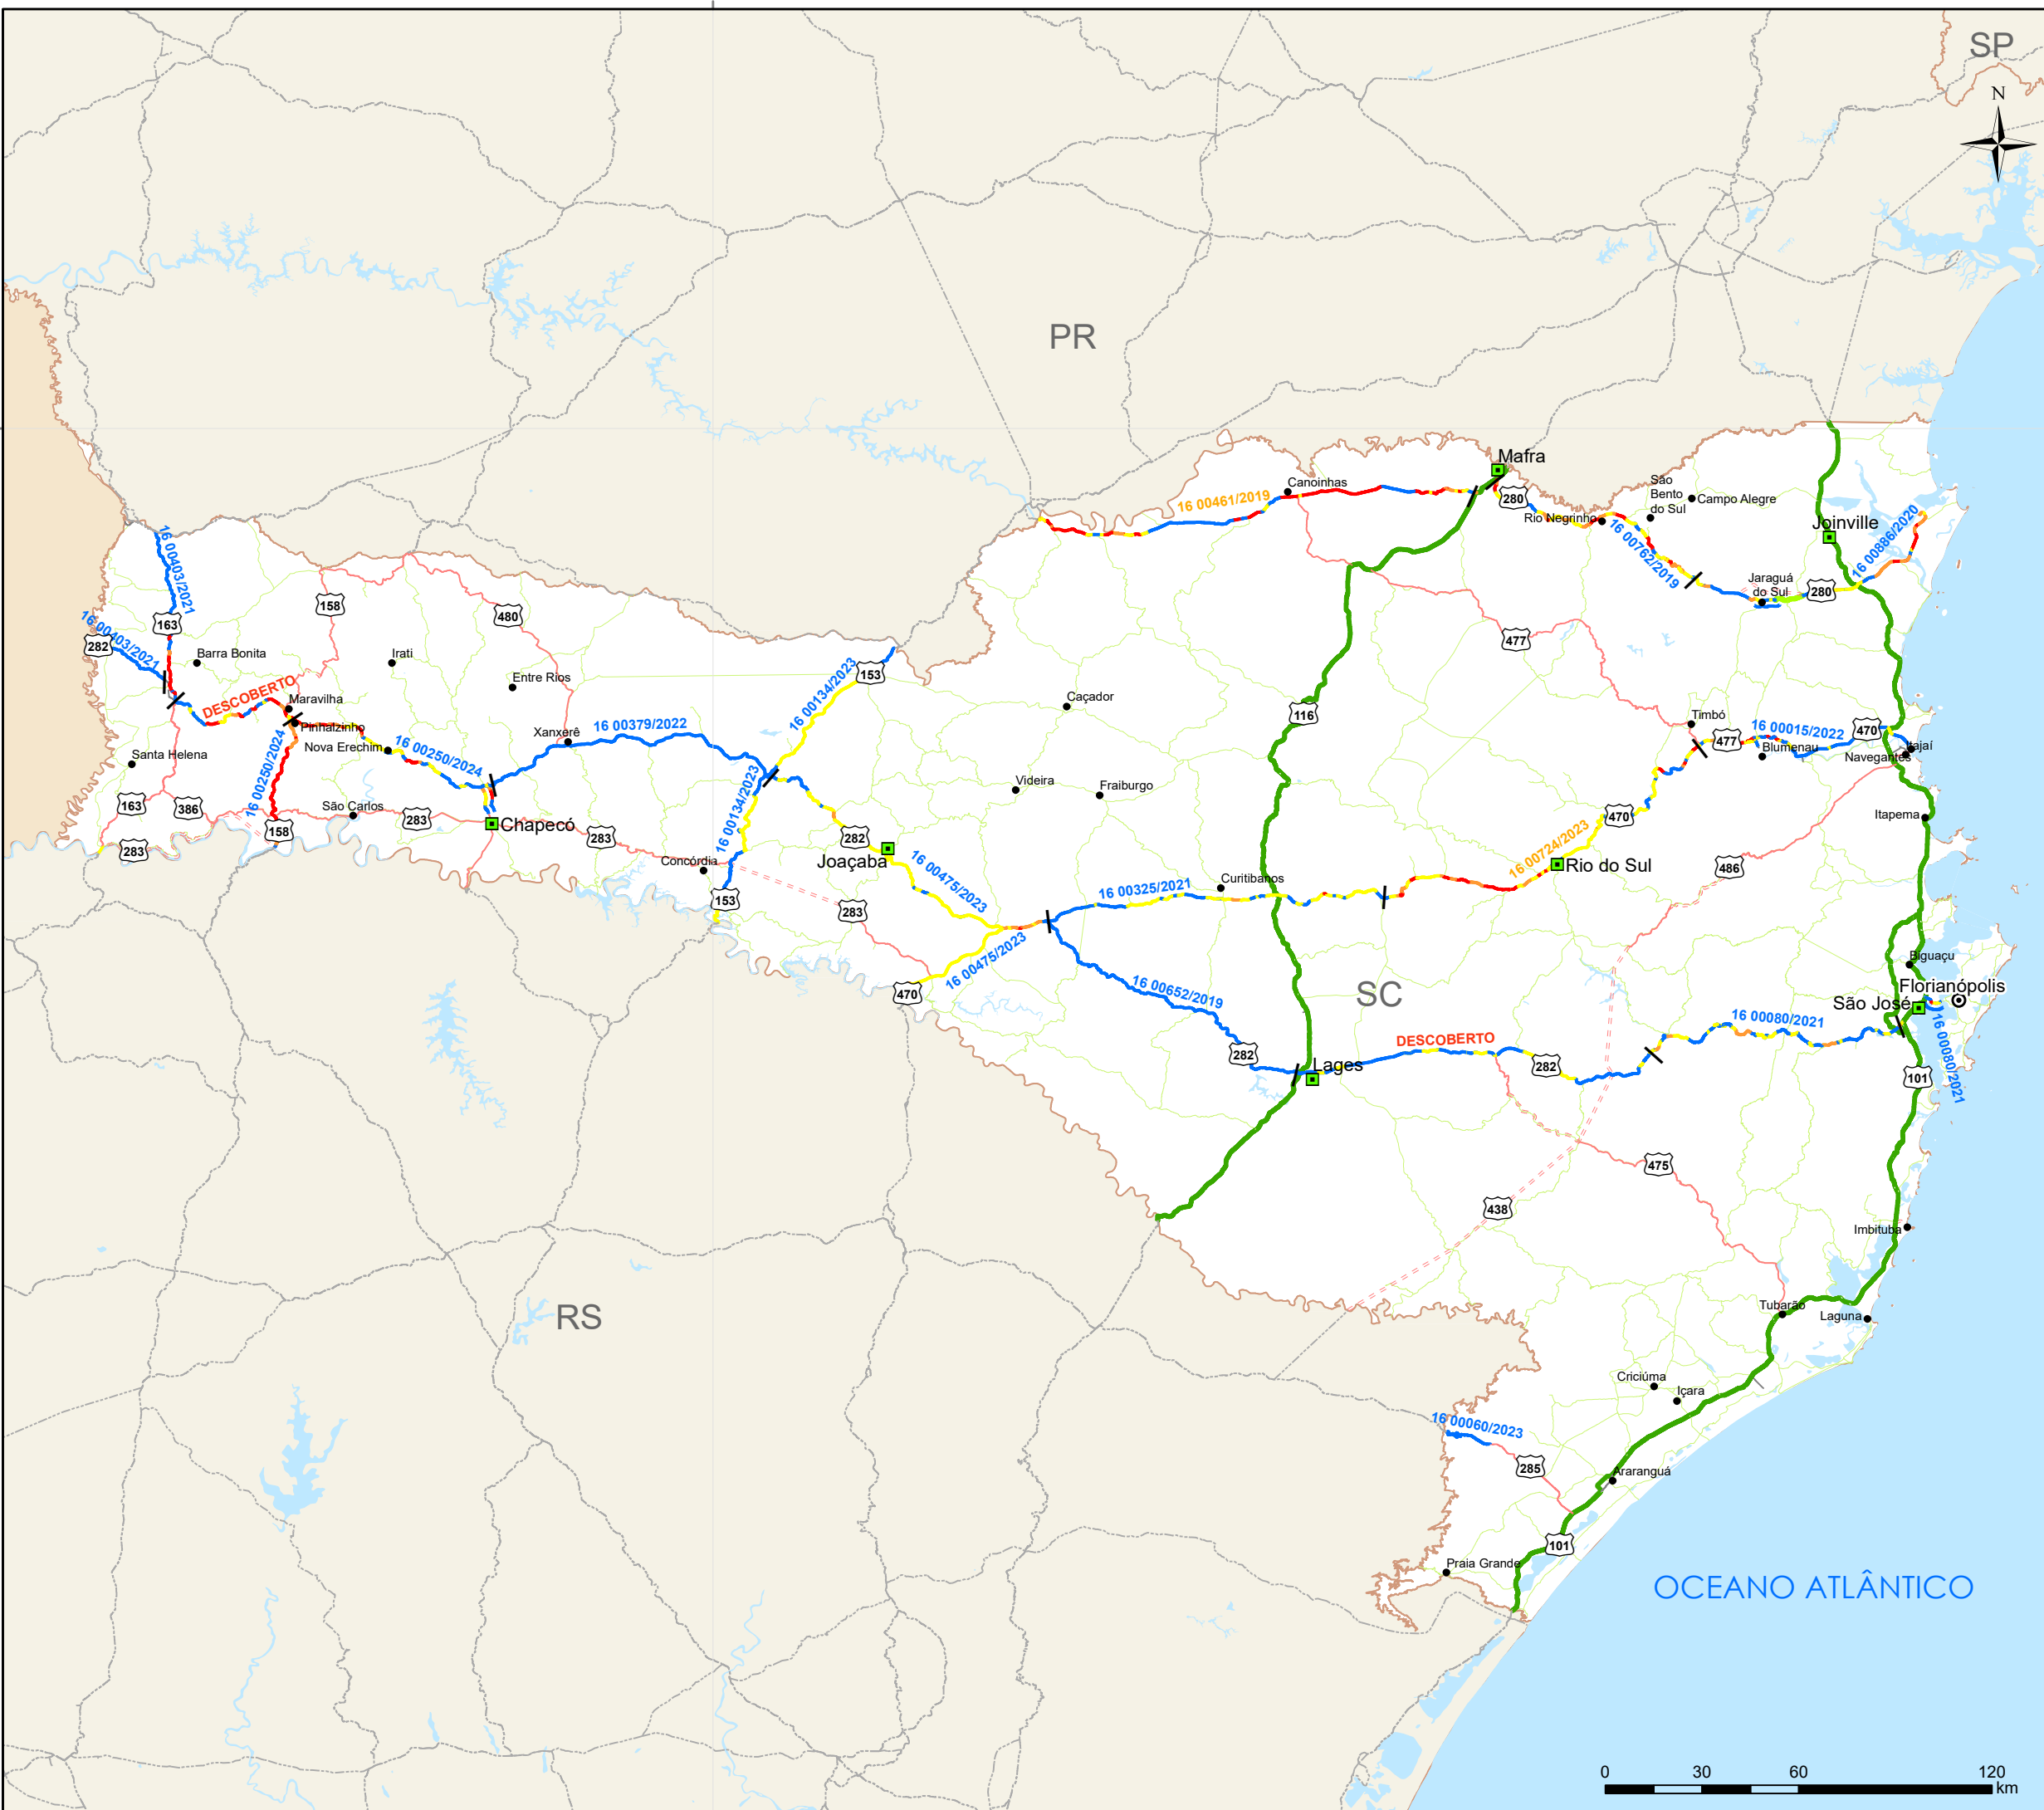 SP
N
PR
Mafra
Canoinhas
16 00461/2019
280
São
Bento
do Sul
Campo Alegre
Rio Negrinho
Joinville
16 00886/2020
16 00762/2019
Jaraguá
do Sul
280
16 00403/2021
163
158
480
477
16 00403/2021
282
Barra Bonita
Irati
Entre Rios
16 00134/2023
153
DESCOBERTO
Maravilha
Pinhalzinho
Caçador
116
Timbó
16 00015/2022
470
477
Blumenau
Itajaí
Navegantes
Xanxerê
16 00379/2022
Nova Erechim
16 00250/2024
Santa Helena
16 00250/2024
16 00134/2023
Videira
Fraiburgo
163
386
São Carlos
283
158
283
Chapecó
283
282
Joaçaba
470
Itapema
16 00724/2023
Rio do Sul
486
Concórdia
153
283
16 00475/2023
16 00325/2021
Curitibanos
16 00475/2023
470
16 00652/2019
SC
Biguaçu
Florianópolis
São José
16 00080/2021
16 00080/2021
282
DESCOBERTO
282
Lages
101
475
438
Imbituba
RS
Tubarão
Laguna
Criciúma
Içara
16 00060/2023
285
Araranguá
101
Praia Grande
OCEANO ATLÂNTICO
0 30 60 120
km